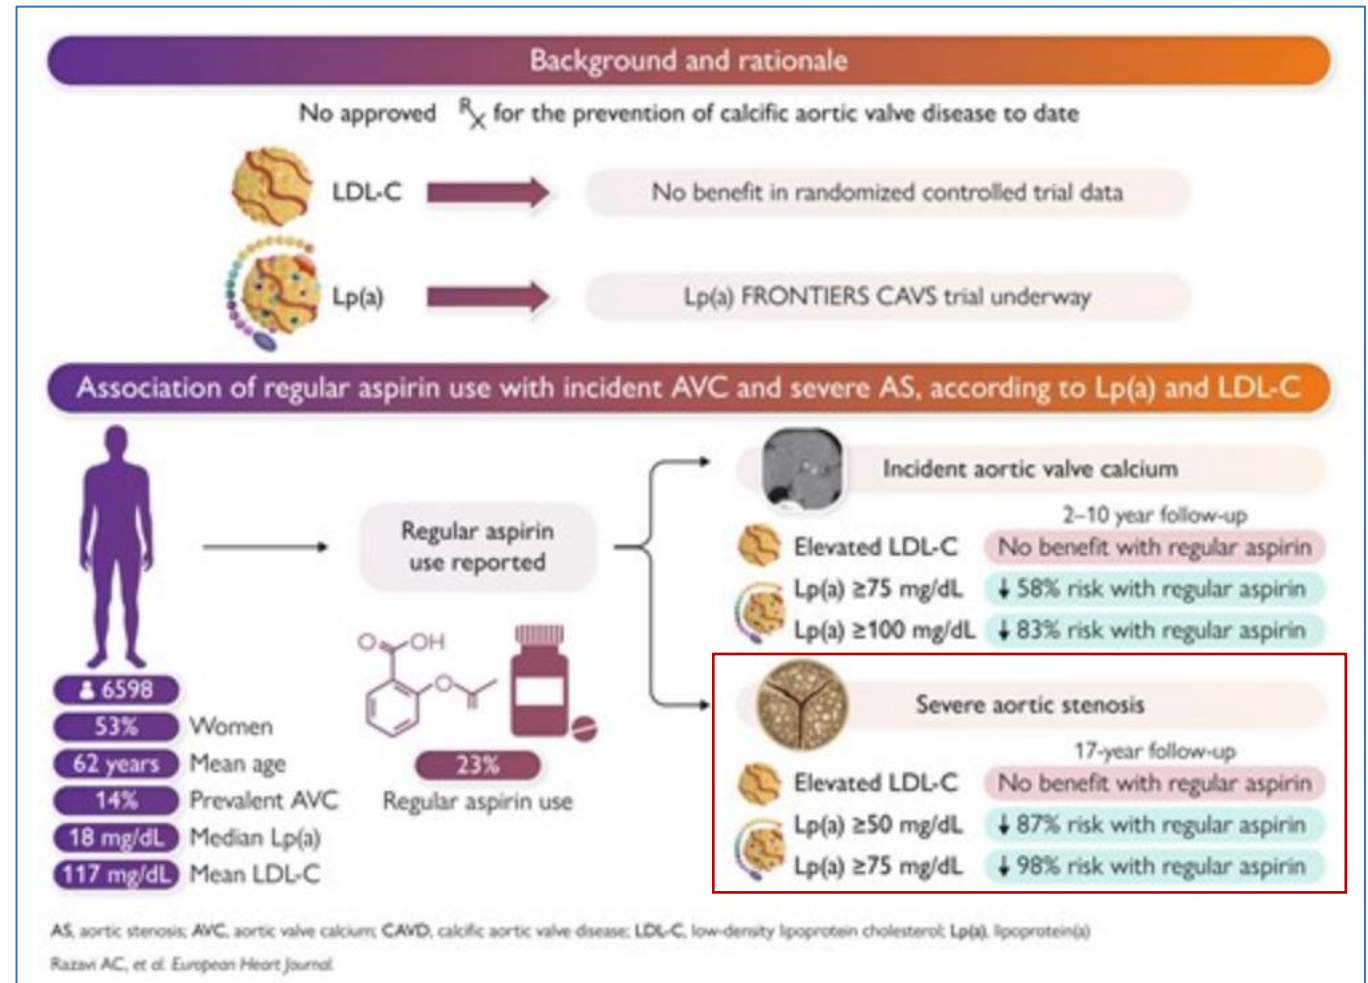 Background and rationale
No approved Rx for the prevention of calcific aortic valve disease to date
LDL-C
No benefit in randomized controlled trial data
Lp(a)
Lp(a) FRONTIERS CAVS trial underway
Association of regular aspirin use with incident AVC and severe AS, according to Lp(a) and LDL-C
6598
53% Women
62 years Mean age
14% Prevalent AVC
18 mg/dL Median Lp(a)
117 mg/dL Mean LDL-C
Regular aspirin
use reported
O
OH
O
23%
Regular aspirin use
Incident aortic valve calcium
2–10 year follow-up
Elevated LDL-C No benefit with regular aspirin
Lp(a) ≥75 mg/dL ↓ 58% risk with regular aspirin
Lp(a) ≥100 mg/dL ↓ 83% risk with regular aspirin
Severe aortic stenosis
17-year follow-up
Elevated LDL-C No benefit with regular aspirin
Lp(a) ≥50 mg/dL ↓ 87% risk with regular aspirin
Lp(a) ≥75 mg/dL ↓ 98% risk with regular aspirin
AS, aortic stenosis; AVC, aortic valve calcium; CAVD, calcific aortic valve disease; LDL-C, low-density lipoprotein cholesterol; Lp(a), lipoprotein(a)
Razavi AC, et al. European Heart Journal.